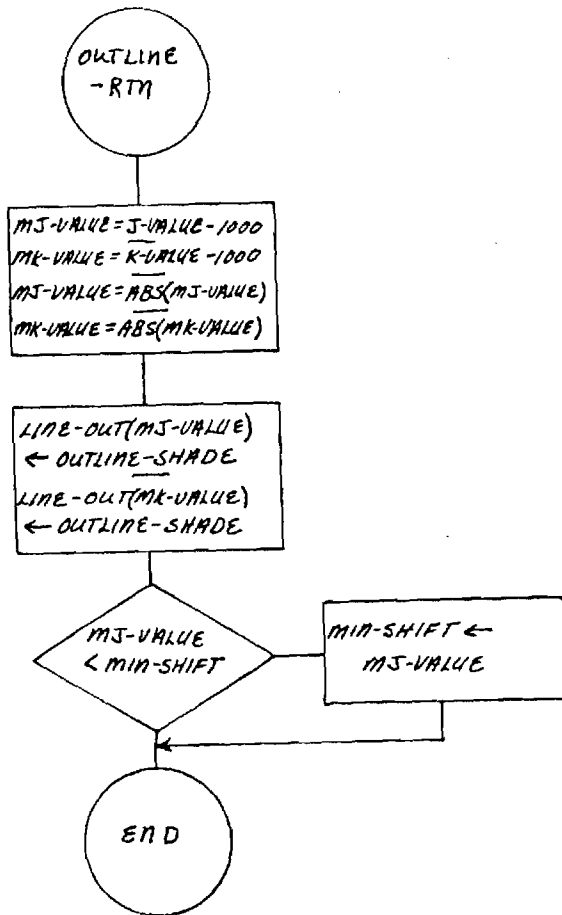 OUTLINE
-RTN
MJ-VALUE=J-VALUE-1000
MK-VALUE=K-VALUE-1000
MJ-VALUE=ABS(MJ-VALUE)
MK-VALUE=ABS(MK-VALUE)
LINE-OUT(MJ-VALUE)
← OUTLINE-SHADE
LINE-OUT(MK-VALUE)
← OUTLINE-SHADE
MJ-VALUE
< MIN-SHIFT
MIN-SHIFT ←
MJ-VALUE
END